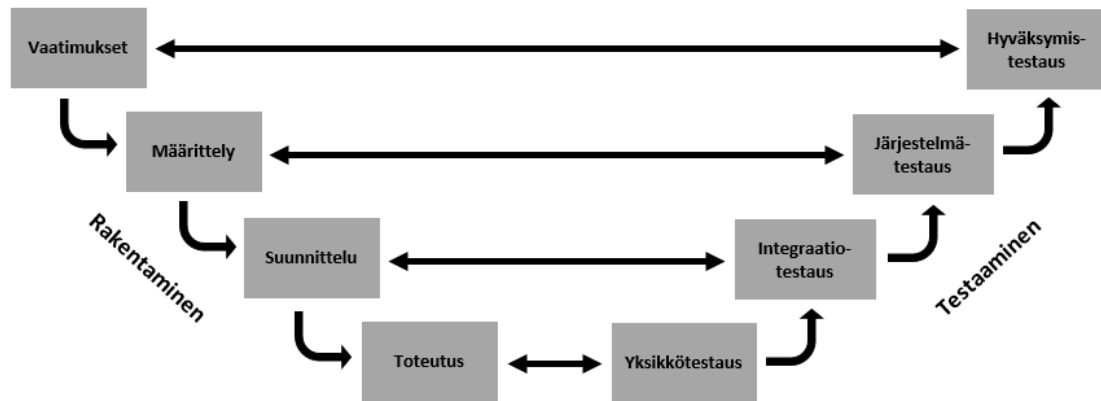 Vaatimukset
Hyväksymis-
testaus
Määrittely
Järjestelmä-
testaus
Rakentaminen
Suunnittelu
Integraatio-
testaus
Testaaminen
Toteutus
Yksikkötestaus